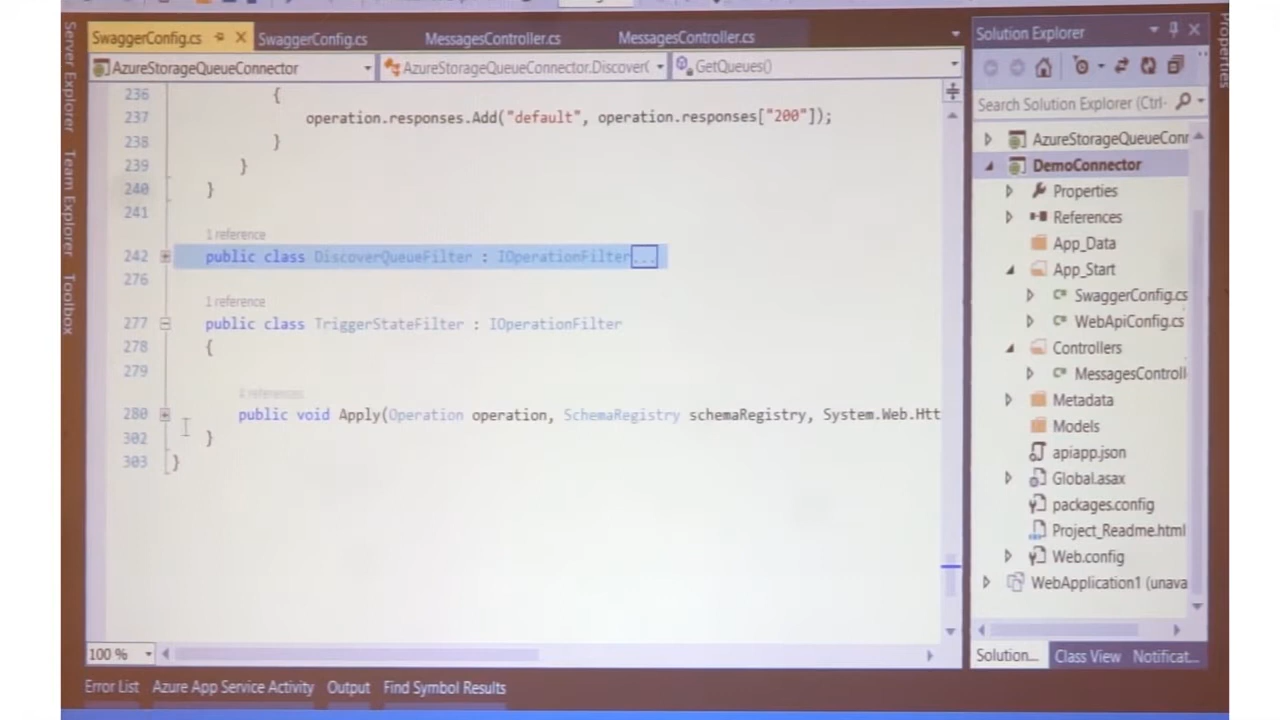 SwaggerConfig.cs
SwaggerConfig.cs
MessagesController.cs
MessagesController.cs
AzureStorageQueueConnector
AzureStorageQueueConnector.Discover(
GetQueues()
236 {
237 operation.responses.Add("default", operation.responses["200"]);
238 }
239 }
240 }
241
1 reference
242 public class DiscoverQueueFilter : IOperationFilter...
276
1 reference
277 public class TriggerStateFilter : IOperationFilter
278 {
279
references
280 public void Apply(Operation operation, SchemaRegistry schemaRegistry, System.Web.Htt
302 }
303 }
100 %
Error List Azure App Service Activity Output Find Symbol Results
Server Explorer
Team Explorer
Toolbox
Solution Explorer
Search Solution Explorer (Ctrl-
AzureStorageQueueConn
DemoConnector
Properties
References
App_Data
App_Start
C# SwaggerConfig.cs
C# WebApiConfig.cs
Controllers
C# MessagesControll
Metadata
Models
apiapp.json
Global.asax
packages.config
Project_Readme.html
Web.config
WebApplication1 (unava
Solution... Class View Notificat...
Properties